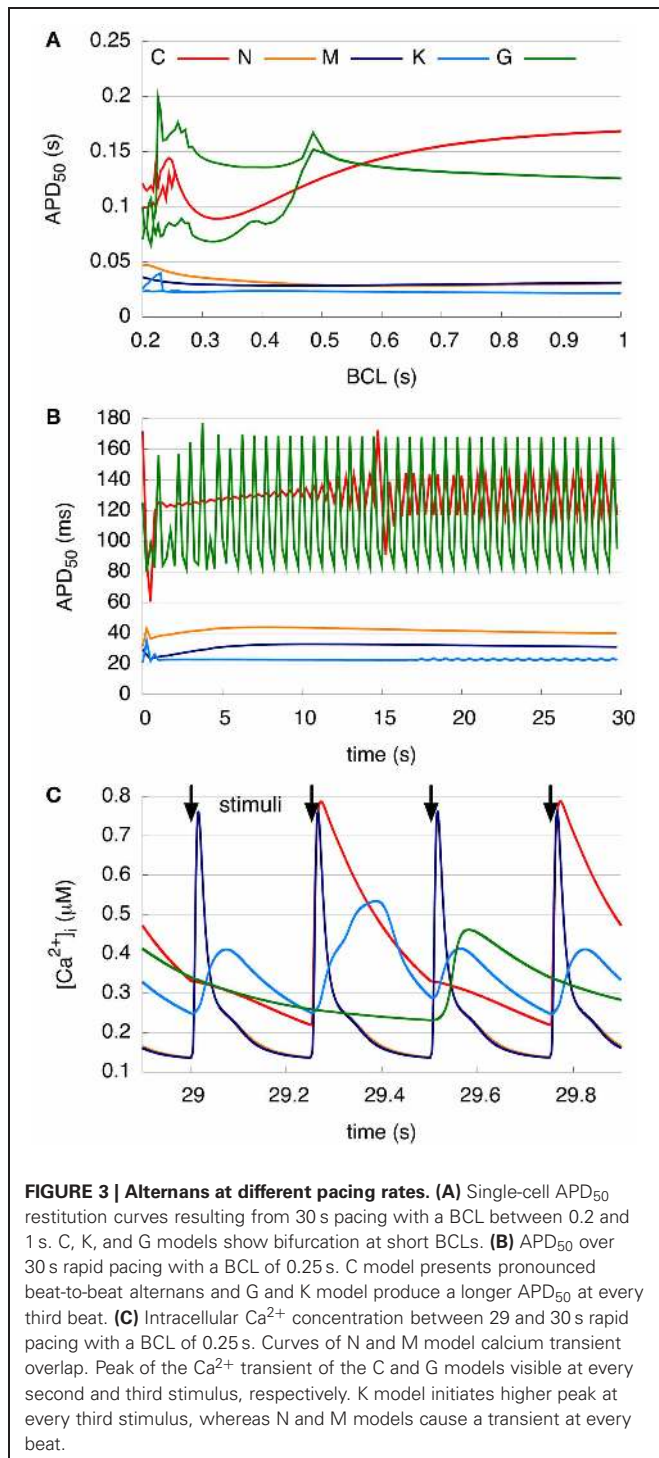 A
C N M K G
0.25
0.2
0.15
0.1
0.05
0
APD50 (s)
0.2 0.3 0.4 0.5 0.6 0.7 0.8 0.9 1
BCL (s)
B
180
160
140
120
100
80
60
40
20
0
APD50 (ms)
0 5 10 15 20 25 30
time (s)
C
stimuli
0.8
0.7
0.6
0.5
0.4
0.3
0.2
0.1
[Ca2+]i (μM)
29 29.2 29.4 29.6 29.8
time (s)
FIGURE 3 | Alternans at different pacing rates. (A) Single-cell APD50
restitution curves resulting from 30 s pacing with a BCL between 0.2 and
1 s. C, K, and G models show bifurcation at short BCLs. (B) APD50 over
30 s rapid pacing with a BCL of 0.25 s. C model presents pronounced
beat-to-beat alternans and G and K model produce a longer APD50 at every
third beat. (C) Intracellular Ca2+ concentration between 29 and 30 s rapid
pacing with a BCL of 0.25 s. Curves of N and M model calcium transient
overlap. Peak of the Ca2+ transient of the C and G models visible at every
second and third stimulus, respectively. K model initiates higher peak at
every third stimulus, whereas N and M models cause a transient at every
beat.